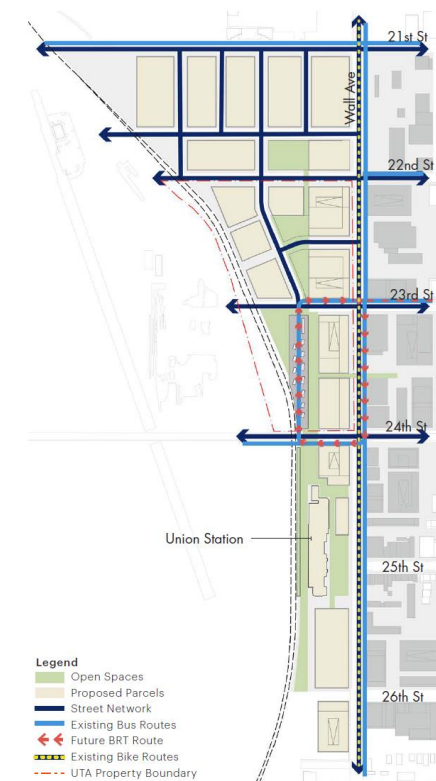 21st St
Wall Ave
22nd St
23rd St
24th St
Union Station
25th St
26th St
Legend
Open Spaces
Proposed Parcels
Street Network
Existing Bus Routes
Future BRT Route
Existing Bike Routes
UTA Property Boundary